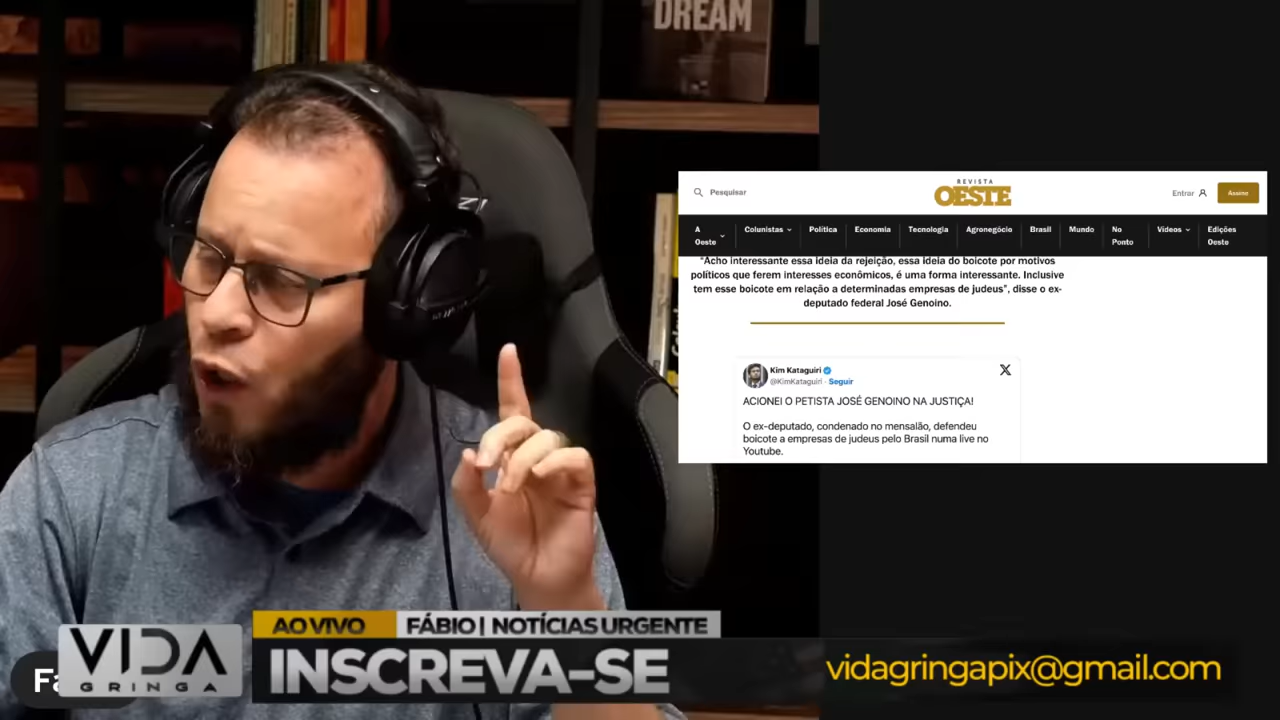 DREAM
REVISTA
OESTE
Pesquisar
Entrar
Assine
A Oeste
Colunistas
Política
Economia
Tecnologia
Agronegócio
Brasil
Mundo
No Ponto
Vídeos
Edições Oeste
"Acho interessante essa ideia da rejeição, essa ideia do boicote por motivos
políticos que ferem interesses econômicos, é uma forma interessante. Inclusive
tem esse boicote em relação a determinadas empresas de judeus", disse o ex-
deputado federal José Genoino.
Kim Kataguiri
@KimKataguiri · Seguir
X
ACIONEI O PETISTA JOSÉ GENOINO NA JUSTIÇA!
O ex-deputado, condenado no mensalão, defendeu
boicote a empresas de judeus pelo Brasil numa live no
Youtube.
AO VIVO
FÁBIO | NOTÍCIAS URGENTE
VIDA
GRINGA
INSCREVA-SE
vidagringapix@gmail.com